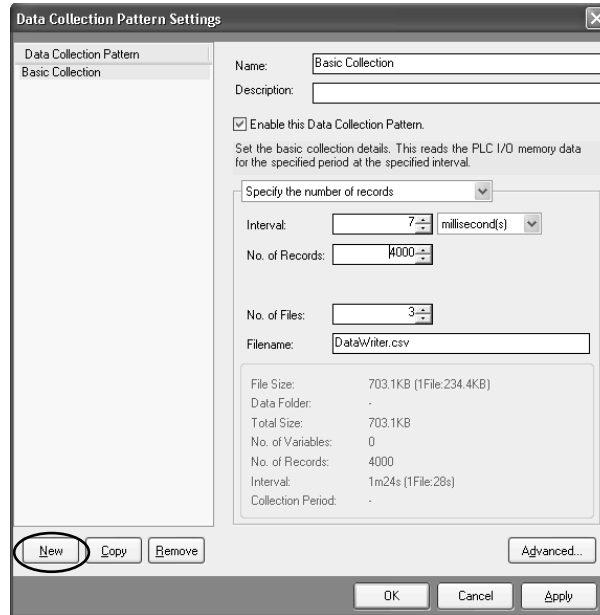 Data Collection Pattern Settings
Data Collection Pattern
Basic Collection
Name: Basic Collection
Description:
Enable this Data Collection Pattern.
Set the basic collection details. This reads the PLC I/O memory data
for the specified period at the specified interval.
Specify the number of records
Interval: 7 millisecond(s)
No. of Records: 4000
No. of Files: 3
Filename: DataWriter.csv
File Size: 703.1KB (1File:234.4KB)
Data Folder: -
Total Size: 703.1KB
No. of Variables: 0
No. of Records: 4000
Interval: 1m24s (1File:28s)
Collection Period: -
New Copy Remove Advanced...
OK Cancel Apply